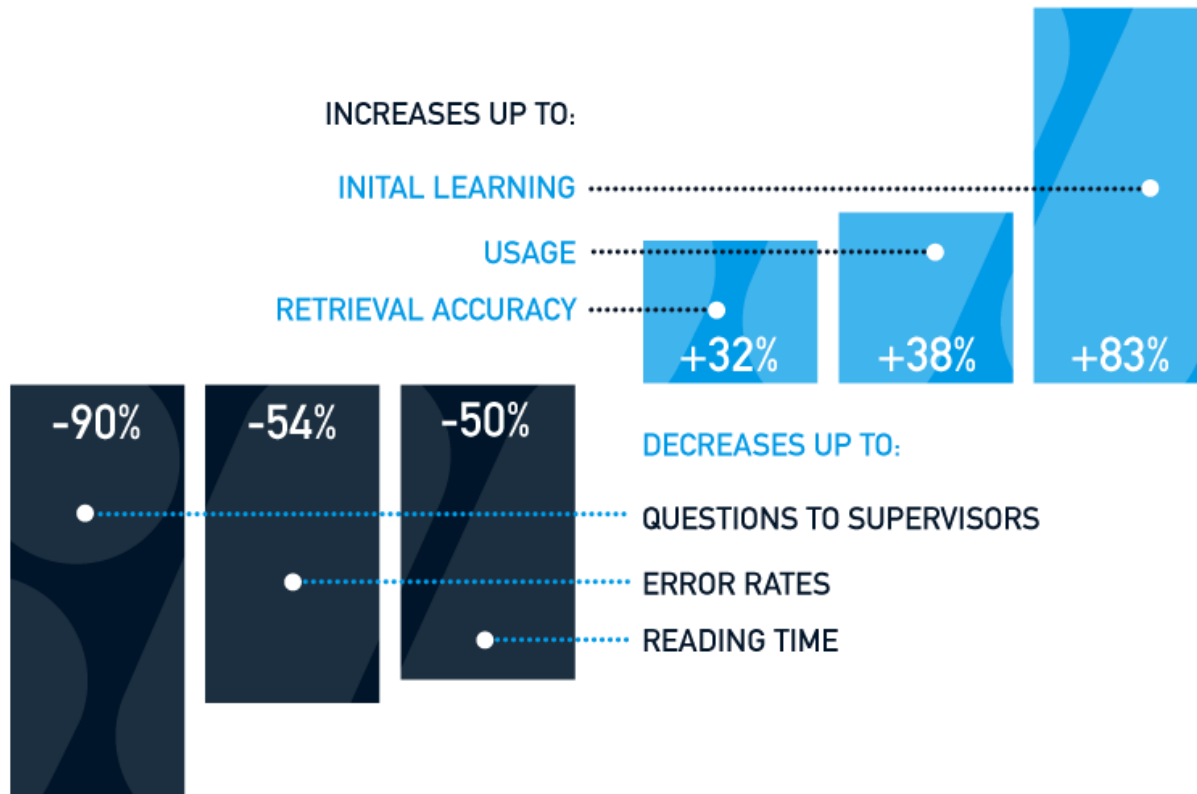 INCREASES UP TO:
INITAL LEARNING
USAGE
RETRIEVAL ACCURACY
+32%
+38%
+83%
-90%
-54%
-50%
DECREASES UP TO:
QUESTIONS TO SUPERVISORS
ERROR RATES
READING TIME